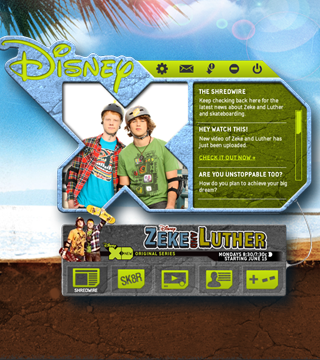 Disney
THE SHREDWIRE
Keep checking back here for the
latest news about Zeke and Luther
and skateboarding.
HEY WATCH THIS!
New video of Zeke and Luther has
just been uploaded.
CHECK IT OUT NOW »
ARE YOU UNSTOPPABLE TOO?
How do you plan to achieve your big
dream?
Disney
ZEKE AND LUTHER
Disney XD
ORIGINAL SERIES
MONDAYS 8:30/7:30c
STARTING JUNE 15
SK8R
SHREDWIRE